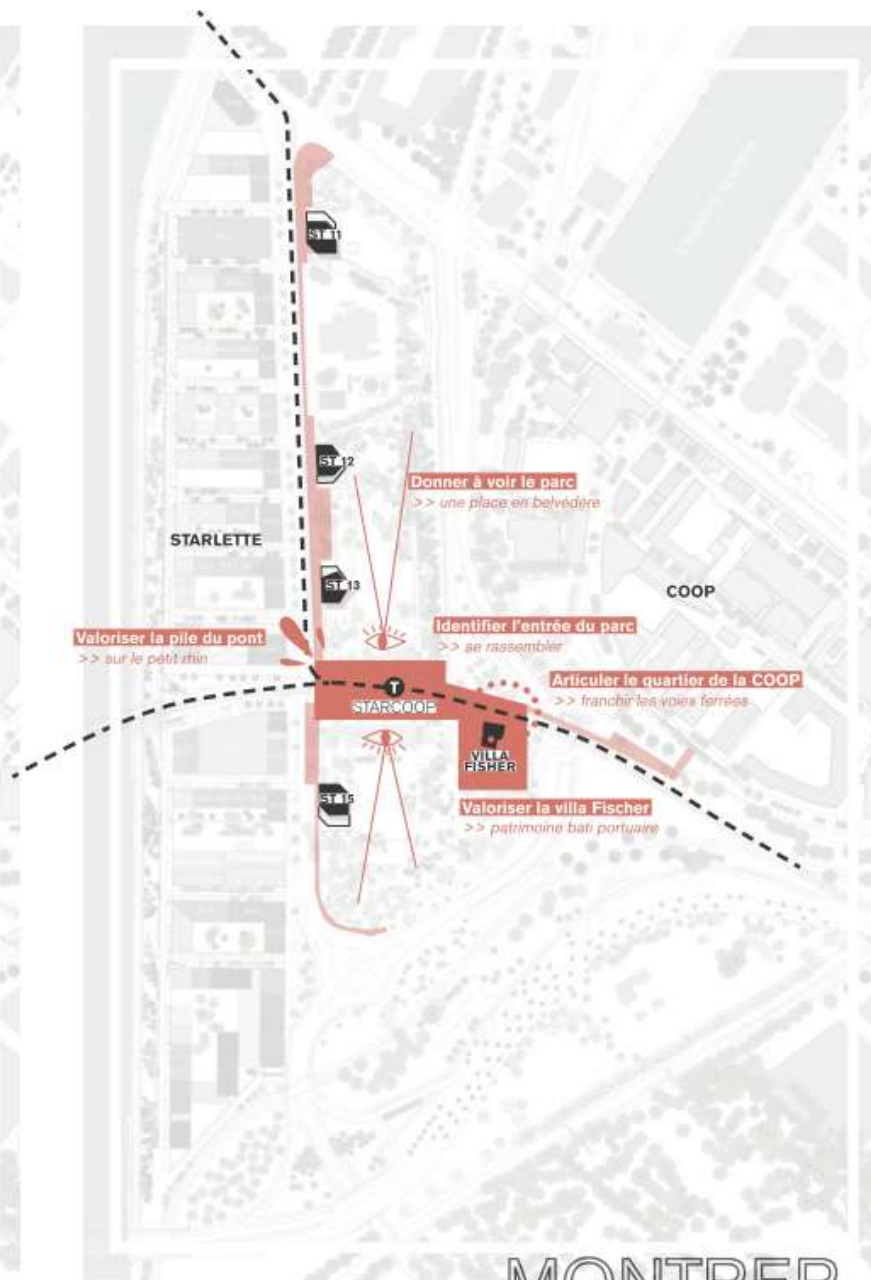 ST 11
ST 12
Donner à voir le parc
>> une place en belvédère
STARLETTE
ST 13
COOP
Identifier l'entrée du parc
>> se rassembler
Valoriser la pile du pont
>> sur le petit rhin
Articuler le quartier de la COOP
>> franchir les voies ferrées
T
STARCOOP
VILLA
FISHER
ST 15
Valoriser la villa Fischer
>> patrimoine bati portuaire
MONTRER